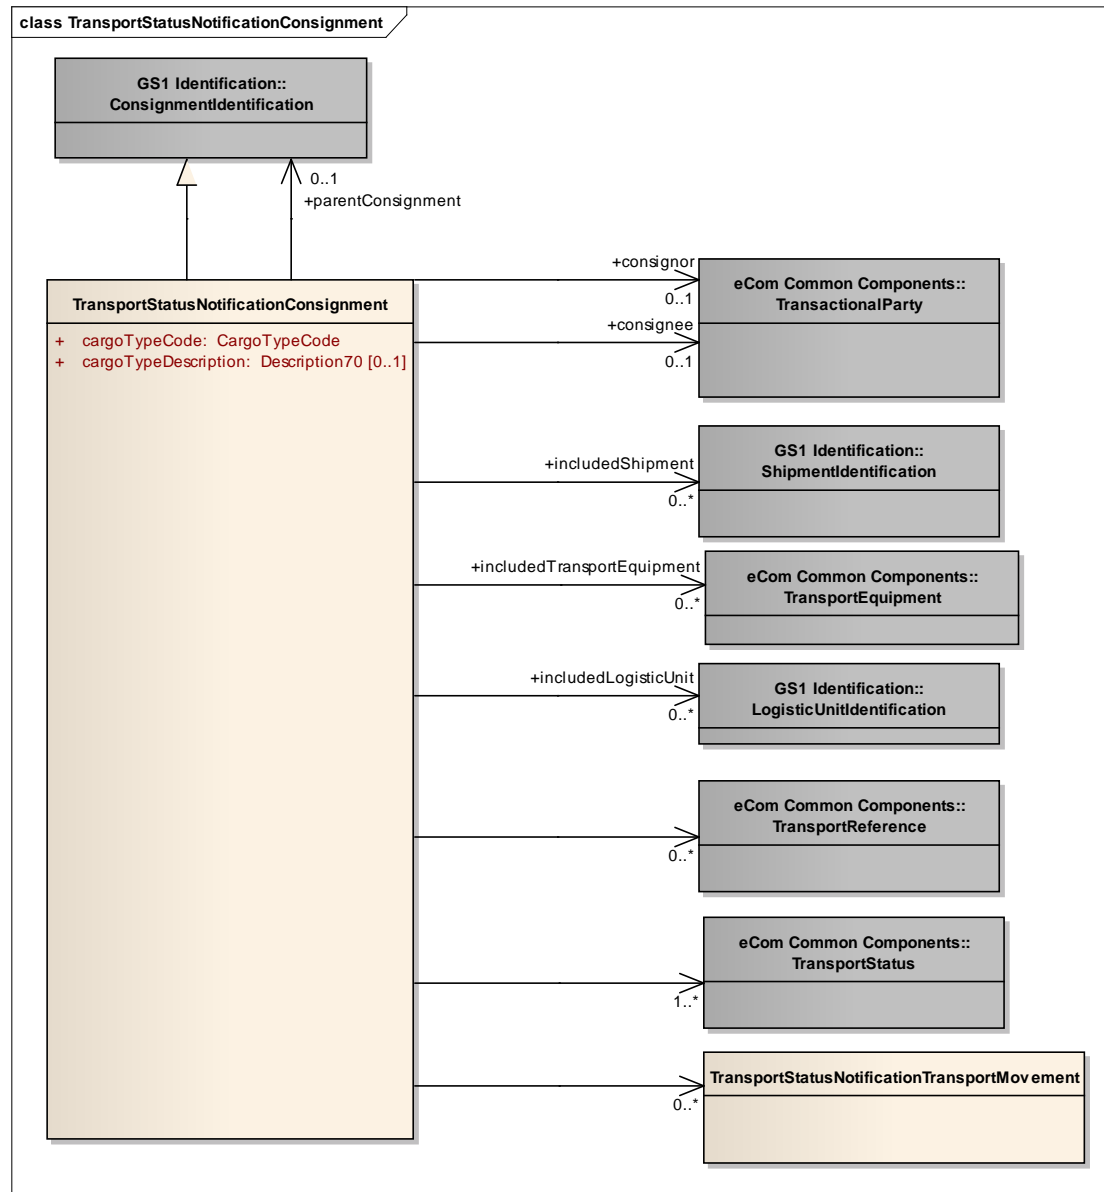 class TransportStatusNotificationConsignment
GS1 Identification::
ConsignmentIdentification
0..1
+parentConsignment
TransportStatusNotificationConsignment
+ cargoTypeCode: CargoTypeCode
+ cargoTypeDescription: Description70 [0..1]
+consignor
0..1
+consignee
0..1
eCom Common Components::
TransactionalParty
+includedShipment
0..*
GS1 Identification::
ShipmentIdentification
+includedTransportEquipment
0..*
eCom Common Components::
TransportEquipment
+includedLogisticUnit
0..*
GS1 Identification::
LogisticUnitIdentification
0..*
eCom Common Components::
TransportReference
1..*
eCom Common Components::
TransportStatus
0..*
TransportStatusNotificationTransportMovement